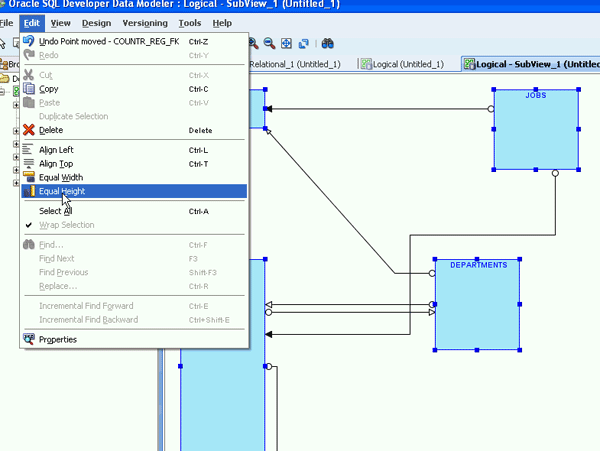 Oracle SQL Developer Data Modeler : Logical - SubView_1 (Untitled_1)
File Edit View Design Versioning Tools Help
Relational_1 (Untitled_1) Logical (Untitled_1) Logical - SubView_1 (Untitled
Undo Point moved - COUNTR_REG_FK Ctrl-Z
Redo Ctrl-Y
Cut Ctrl-X
Copy Ctrl-C
Paste Ctrl-V
Duplicate Selection
Delete Delete
Align Left Ctrl-L
Align Top Ctrl-T
Equal Width
Equal Height
Select All Ctrl-A
Wrap Selection
Find... Ctrl-F
Find Next F3
Find Previous Shift-F3
Replace... Ctrl-R
Incremental Find Forward Ctrl-E
Incremental Find Backward Ctrl+Shift-E
Properties
JOBS
DEPARTMENTS